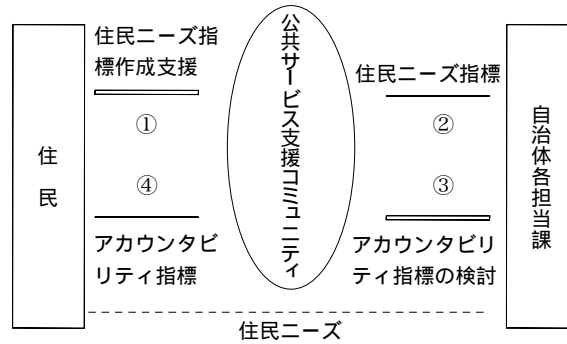 住民
住民ニーズ指
標作成支援
①
④
アカウンタビ
リティ指標
公共サービス支援コミュニティ
住民ニーズ指標
②
③
アカウンタビリ
ティ指標の検討
自治体各担当課
住民ニーズ